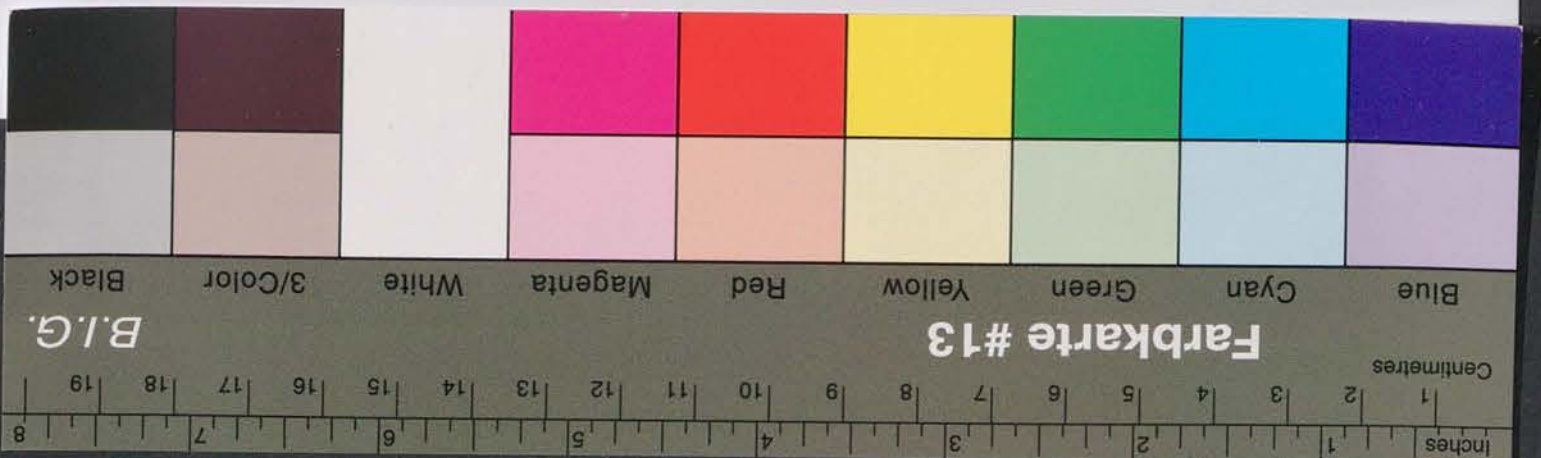 Inches 1 2 3 4 5 6 7 8
Centimetres 1 2 3 4 5 6 7 8 9 10 11 12 13 14 15 16 17 18 19
Farbkarte #13 B.I.G.
Blue Cyan Green Yellow Red Magenta White 3/Color Black